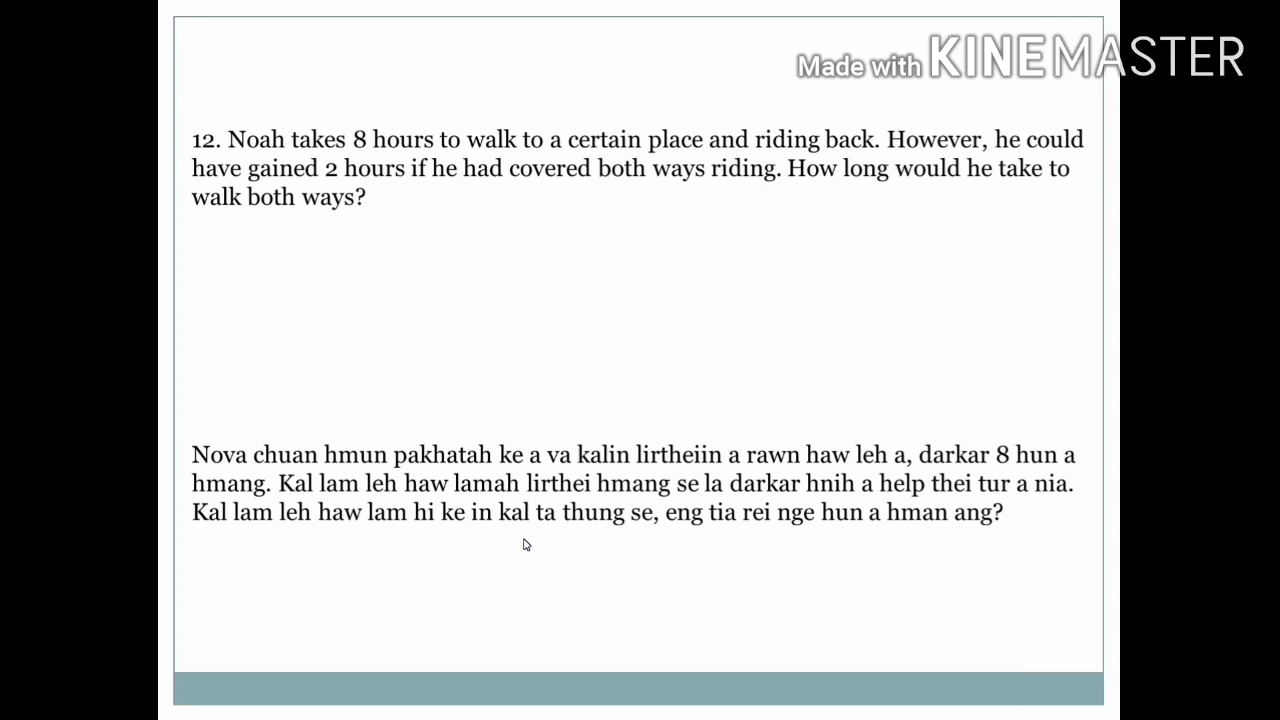 Made with KINEMASTER
12. Noah takes 8 hours to walk to a certain place and riding back. However, he could
have gained 2 hours if he had covered both ways riding. How long would he take to
walk both ways?
Nova chuan hmun pakhatah ke a va kalin lirtheiin a rawn haw leh a, darkar 8 hun a
hmang. Kal lam leh haw lamah lirthei hmang se la darkar hnih a help thei tur a nia.
Kal lam leh haw lam hi ke in kal ta thung se, eng tia rei nge hun a hman ang?